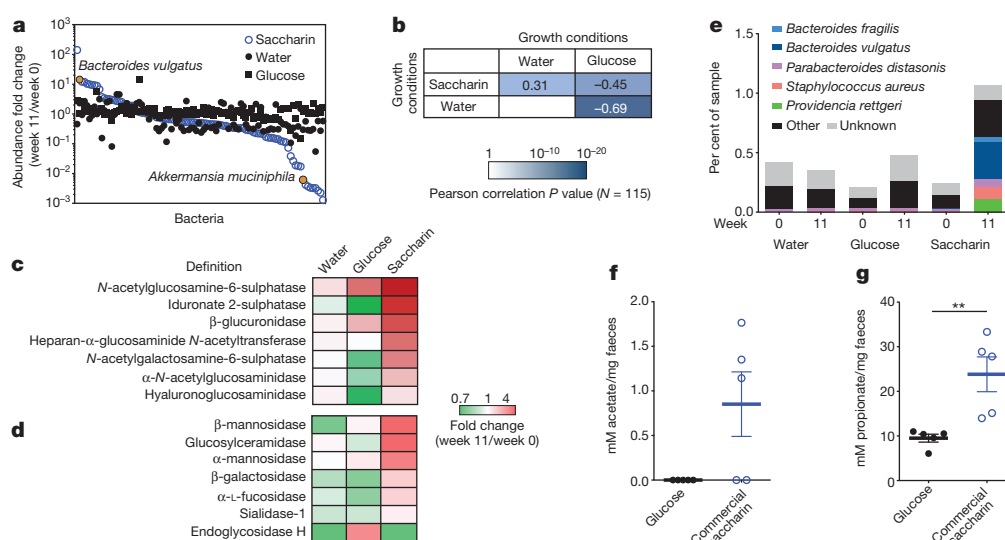 a
Abundance fold change
(week 11/week 0)
10³
10²
10¹
10⁰
10⁻¹
10⁻²
10⁻³
Saccharin
Water
Glucose
Bacteroides vulgatus
Akkermansia muciniphila
Bacteria
b
Growth conditions
Growth
conditions
Water
Glucose
Saccharin
0.31
−0.45
Water
−0.69
1
10⁻¹⁰
10⁻²⁰
Pearson correlation P value (N = 115)
c
Definition
Water
Glucose
Saccharin
N-acetylglucosamine-6-sulphatase
Iduronate 2-sulphatase
β-glucuronidase
Heparan-α-glucosaminide N-acetyltransferase
N-acetylgalactosamine-6-sulphatase
α-N-acetylglucosaminidase
Hyaluronoglucosaminidase
d
β-mannosidase
Glucosylceramidase
α-mannosidase
β-galactosidase
α-L-fucosidase
Sialidase-1
Endoglycosidase H
0.7 1 4
Fold change
(week 11/week 0)
e
Per cent of sample
1.5
1.0
0.5
0.0
Bacteroides fragilis
Bacteroides vulgatus
Parabacteroides distasonis
Staphylococcus aureus
Providencia rettgeri
Other
Unknown
Week
0 11 0 11 0 11
Water Glucose Saccharin
f
mM acetate/mg faeces
2.0
1.5
1.0
0.5
0.0
Glucose
Commercial
saccharin
g
mM propionate/mg faeces
40
30
20
10
0
**
Glucose
Commercial
saccharin